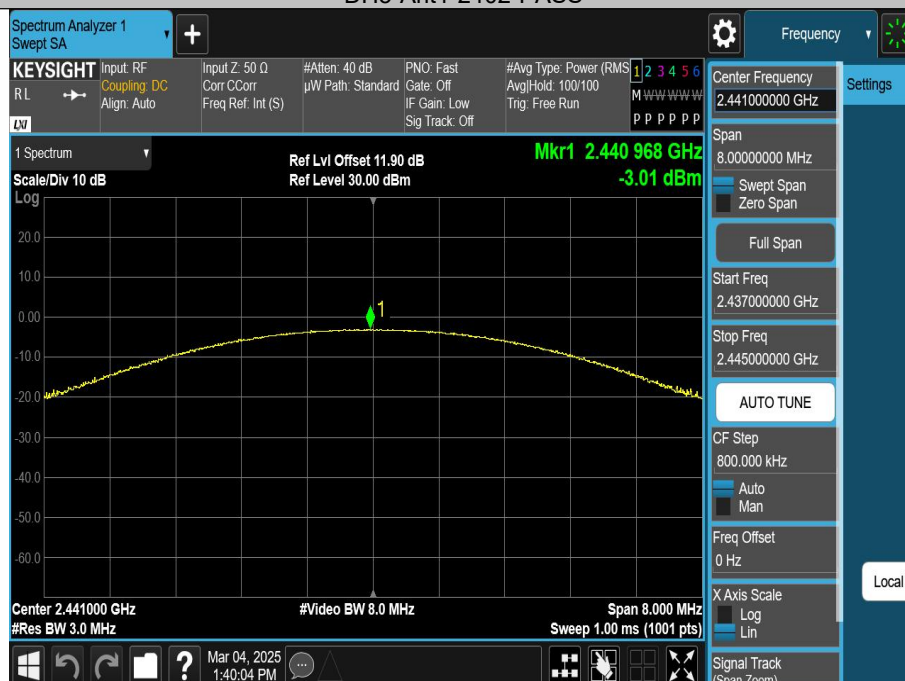 Spectrum Analyzer 1
Swept SA
Frequency
KEYSIGHT
RL
LXI
Input: RF
Coupling: DC
Align: Auto
Input Z: 50 Ω
Corr CCorr
Freq Ref: Int (S)
#Atten: 40 dB
µW Path: Standard
PNO: Fast
Gate: Off
IF Gain: Low
Sig Track: Off
#Avg Type: Power (RMS
Avg|Hold: 100/100
Trig: Free Run
1 2 3 4 5 6
M W W W W W
P P P P P P
Settings
Center Frequency
2.441000000 GHz
Span
8.00000000 MHz
Swept Span
Zero Span
Full Span
Start Freq
2.437000000 GHz
Stop Freq
2.445000000 GHz
AUTO TUNE
CF Step
800.000 kHz
Auto
Man
Freq Offset
0 Hz
X Axis Scale
Log
Lin
Signal Track
(Span Zoom)
Local
1 Spectrum
Scale/Div 10 dB
Log
Ref Lvl Offset 11.90 dB
Ref Level 30.00 dBm
Mkr1 2.440 968 GHz
-3.01 dBm
1
20.0
10.0
0.00
-10.0
-20.0
-30.0
-40.0
-50.0
-60.0
Center 2.441000 GHz
#Res BW 3.0 MHz
#Video BW 8.0 MHz
Span 8.000 MHz
Sweep 1.00 ms (1001 pts)
?
Mar 04, 2025
1:40:04 PM